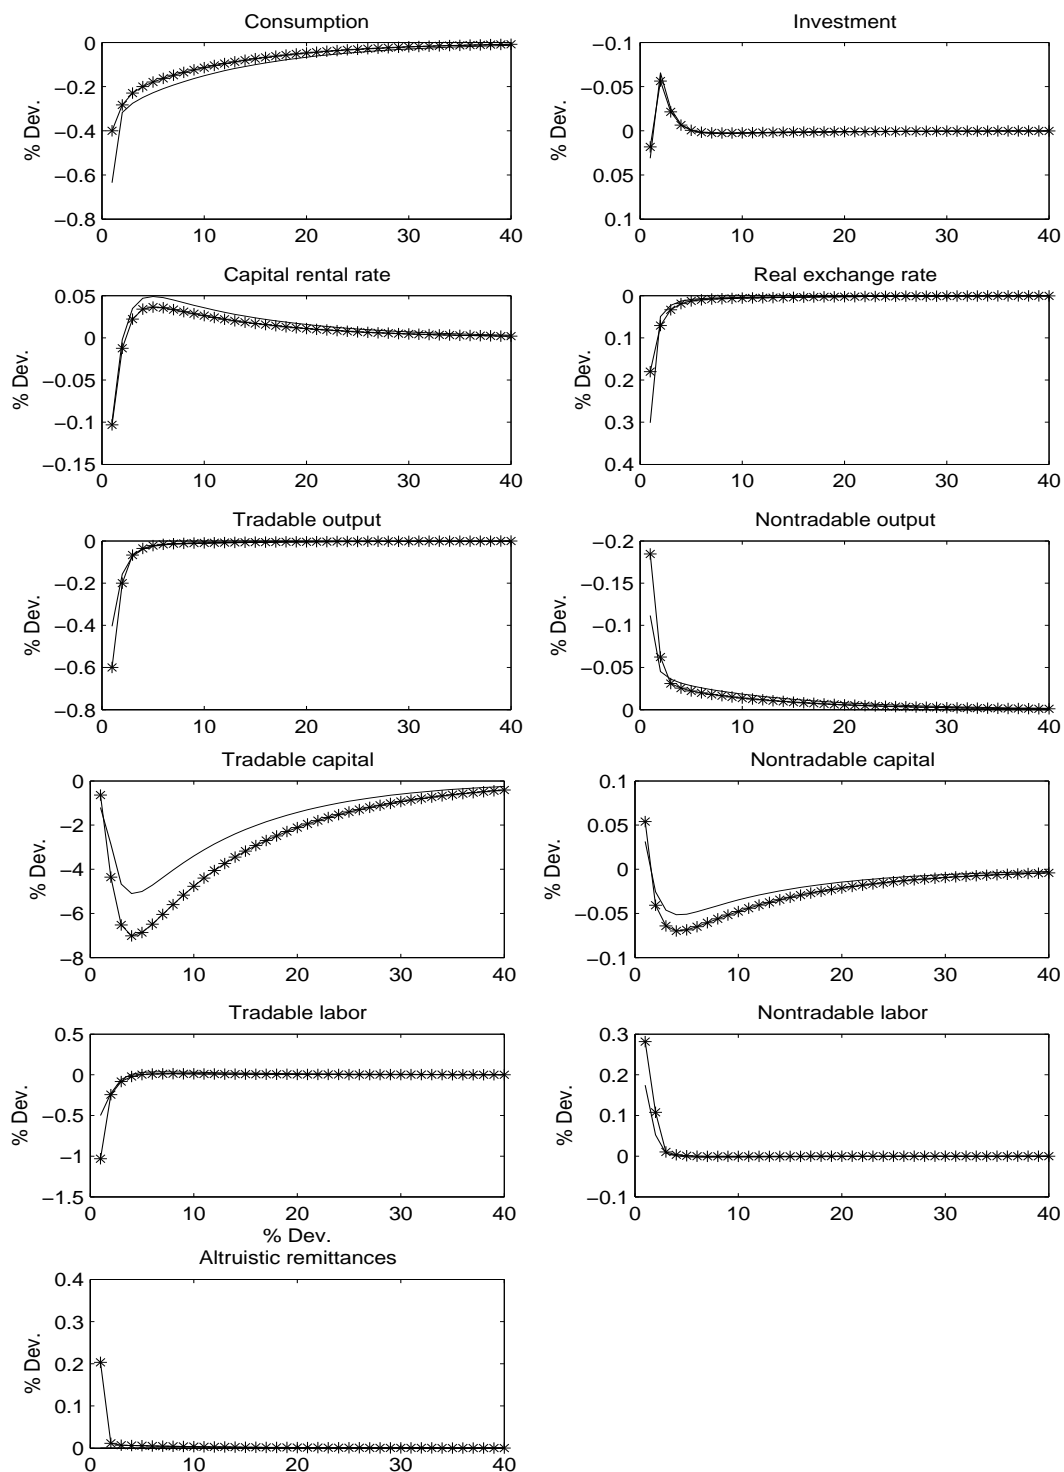 Consumption
0
−0.2
−0.4
−0.6
−0.8
% Dev.
0 10 20 30 40
Investment
−0.1
−0.05
0
0.05
0.1
% Dev.
0 10 20 30 40
Capital rental rate
0.05
0
−0.05
−0.1
−0.15
% Dev.
0 10 20 30 40
Real exchange rate
0
0.1
0.2
0.3
0.4
% Dev.
0 10 20 30 40
Tradable output
0
−0.2
−0.4
−0.6
−0.8
% Dev.
0 10 20 30 40
Nontradable output
−0.2
−0.15
−0.1
−0.05
0
% Dev.
0 10 20 30 40
Tradable capital
0
−2
−4
−6
−8
% Dev.
0 10 20 30 40
Nontradable capital
0.1
0.05
0
−0.05
−0.1
% Dev.
0 10 20 30 40
Tradable labor
0.5
0
−0.5
−1
−1.5
% Dev.
0 10 20 30 40
% Dev.
Nontradable labor
0.3
0.2
0.1
0
−0.1
% Dev.
0 10 20 30 40
Altruistic remittances
0.4
0.3
0.2
0.1
0
% Dev.
0 10 20 30 40